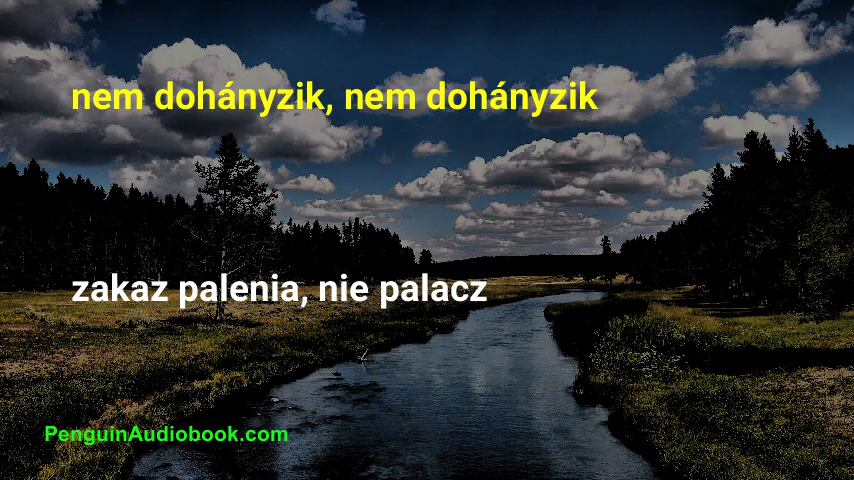 nem dohányzik, nem dohányzik
zakaz palenia, nie palacz
PenguinAudiobook.com